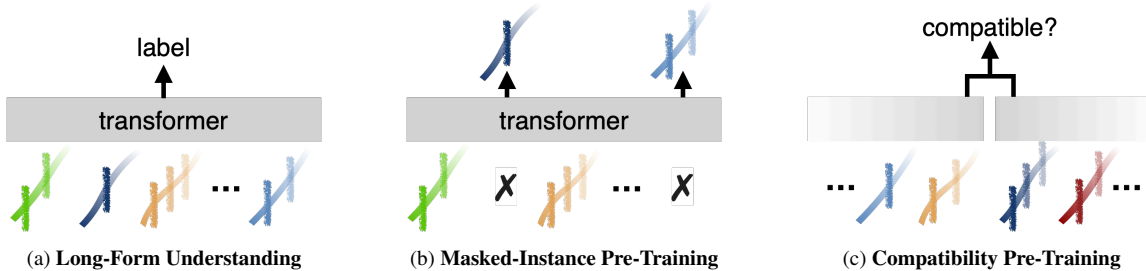 label
transformer
...
(a) Long-Form Understanding
transformer
✗
...
✗
(b) Masked-Instance Pre-Training
compatible?
...
...
(c) Compatibility Pre-Training